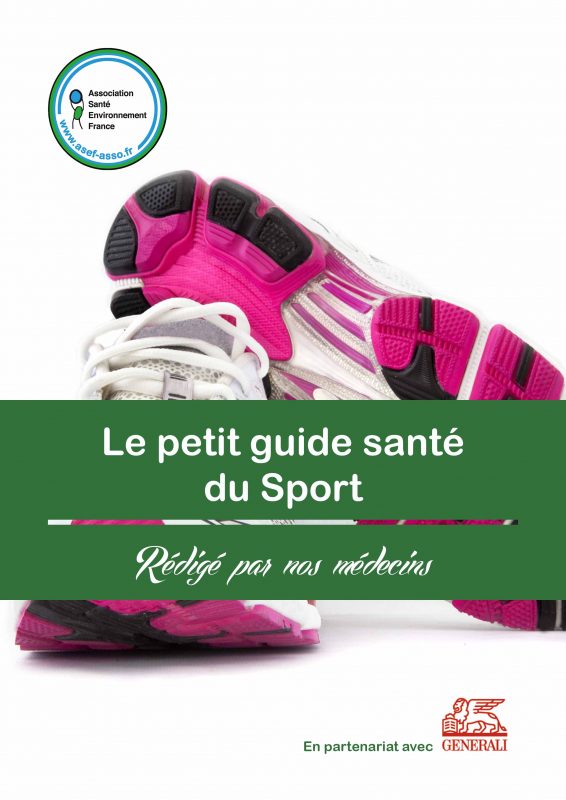 Association
Santé
Environnement
France
www.asef-asso.fr
Le petit guide santé
du Sport
Rédigé par nos médecins
En partenariat avec
GENERALI